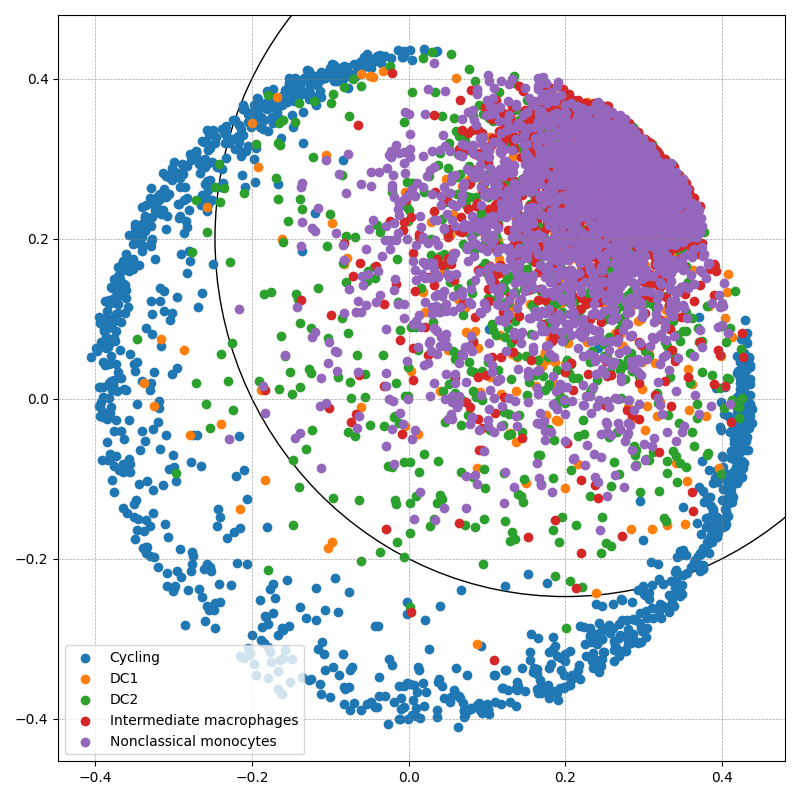 0.4
0.2
0.0
−0.2
−0.4
Cycling
DC1
DC2
Intermediate macrophages
Nonclassical monocytes
−0.4 −0.2 0.0 0.2 0.4